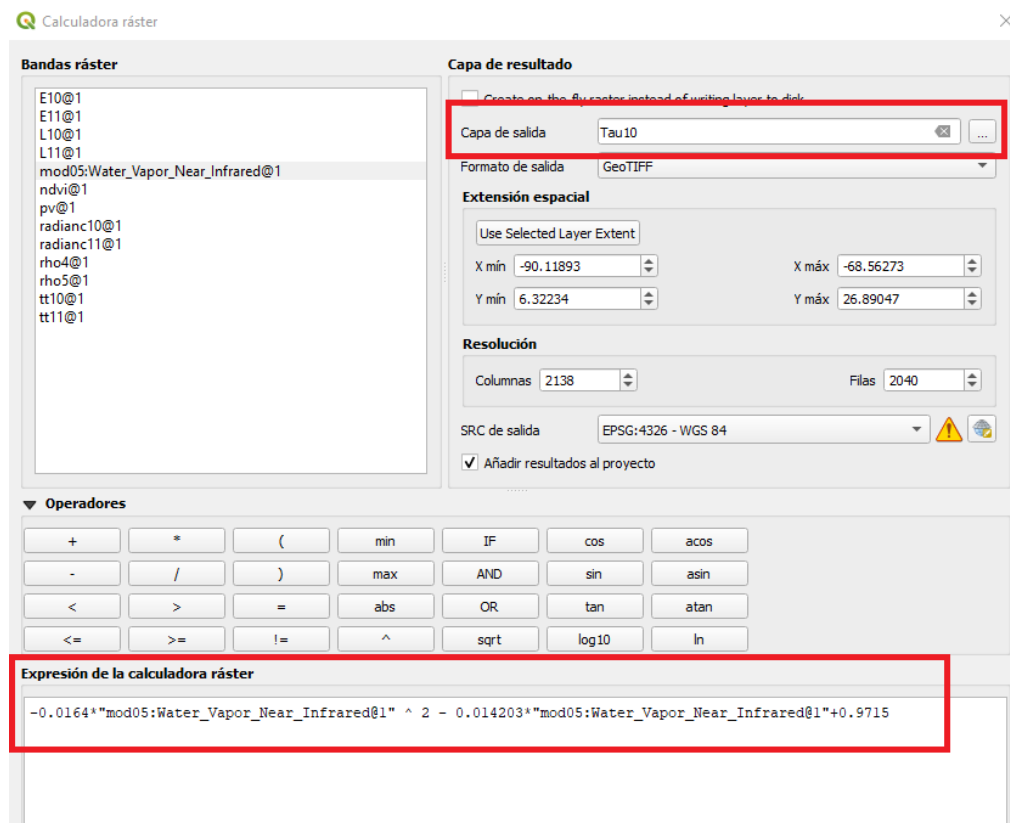 Calculadora ráster
Bandas ráster
E10@1
E11@1
L10@1
L11@1
mod05:Water_Vapor_Near_Infrared@1
ndvi@1
pv@1
radianc10@1
radianc11@1
rho4@1
rho5@1
tt10@1
tt11@1
Capa de resultado
Create on-the-fly raster instead of writing layer to disk
Capa de salida Tau10 ...
Formato de salida GeoTIFF
Extensión espacial
Use Selected Layer Extent
X mín -90.11893 X máx -68.56273
Y mín 6.32234 Y máx 26.89047
Resolución
Columnas 2138 Filas 2040
SRC de salida EPSG:4326 - WGS 84
Añadir resultados al proyecto
Operadores
+ * ( min IF cos acos
- / ) max AND sin asin
< > = abs OR tan atan
<= >= != ^ sqrt log10 ln
Expresión de la calculadora ráster
-0.0164*"mod05:Water_Vapor_Near_Infrared@1" ^ 2 - 0.014203*"mod05:Water_Vapor_Near_Infrared@1"+0.9715